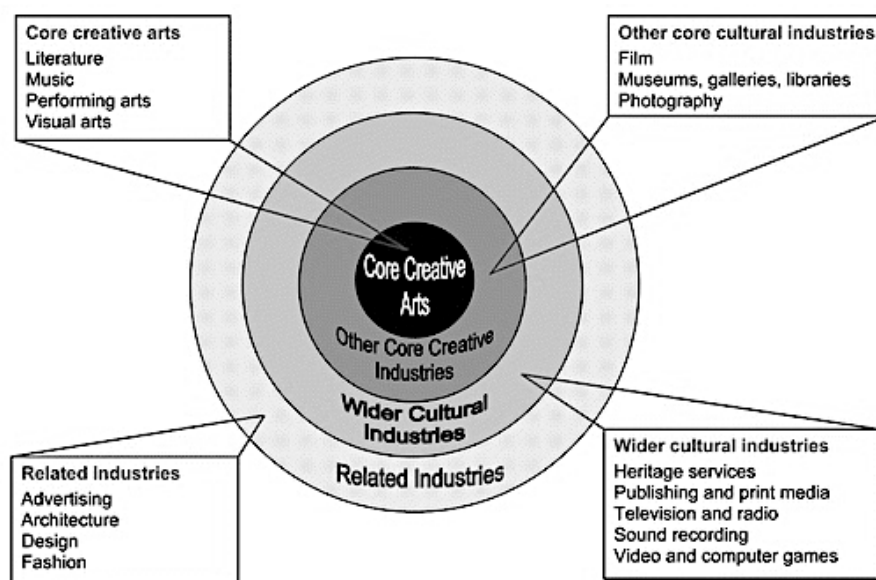 Core creative arts
Literature
Music
Performing arts
Visual arts
Other core cultural industries
Film
Museums, galleries, libraries
Photography
Core Creative
Arts
Other Core Creative
Industries
Wider Cultural
Industries
Related Industries
Related Industries
Advertising
Architecture
Design
Fashion
Wider cultural industries
Heritage services
Publishing and print media
Television and radio
Sound recording
Video and computer games